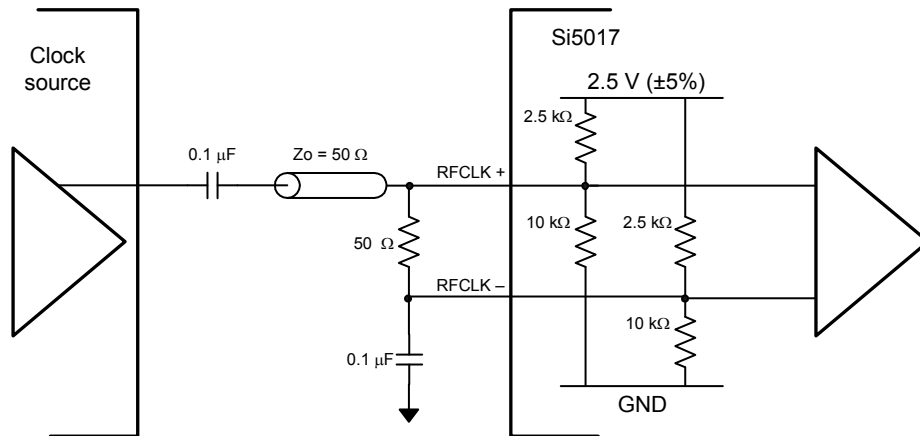 Clock
source
Si5017
2.5 V (±5%)
2.5 kΩ
0.1 μF
Zo = 50 Ω
RFCLK +
10 kΩ
2.5 kΩ
50 Ω
RFCLK –
10 kΩ
0.1 μF
GND